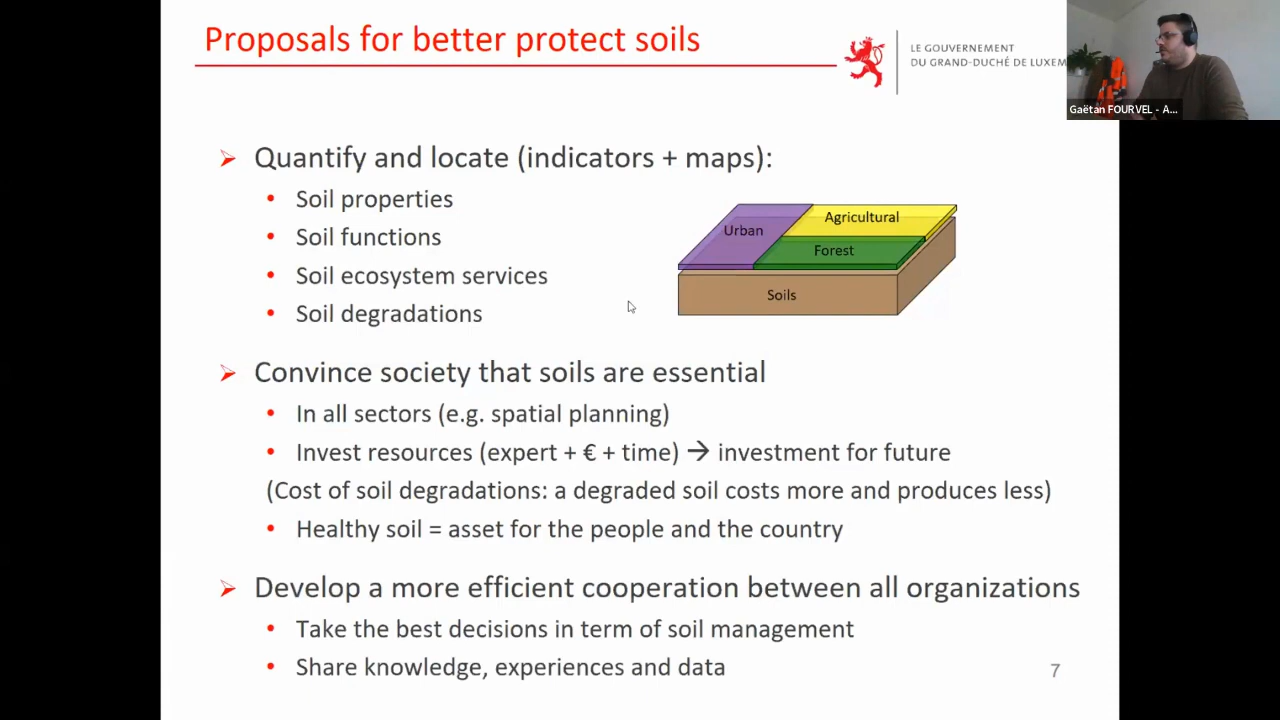 Proposals for better protect soils
LE GOUVERNEMENT
DU GRAND-DUCHÉ DE LUXEM
Gaëtan FOURVEL - A...
Quantify and locate (indicators + maps):
Soil properties
Soil functions
Soil ecosystem services
Soil degradations
Urban
Agricultural
Forest
Soils
Convince society that soils are essential
In all sectors (e.g. spatial planning)
Invest resources (expert + € + time) → investment for future
(Cost of soil degradations: a degraded soil costs more and produces less)
Healthy soil = asset for the people and the country
Develop a more efficient cooperation between all organizations
Take the best decisions in term of soil management
Share knowledge, experiences and data
7